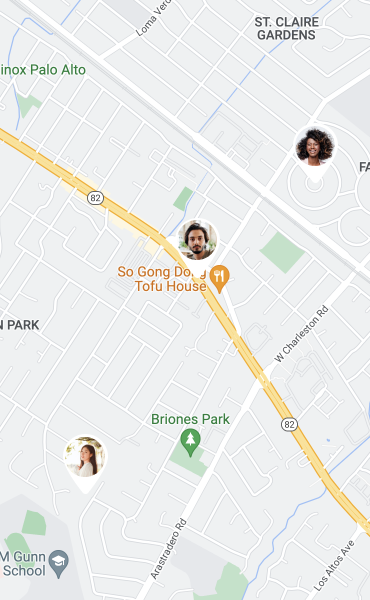 Loma Verde
ST. CLAIRE
GARDENS
inox Palo Alto
FA
82
So Gong Dong
Tofu House
N PARK
W Charleston Rd
Briones Park
82
M Gunn
School
Arastradero Rd
Los Altos Ave